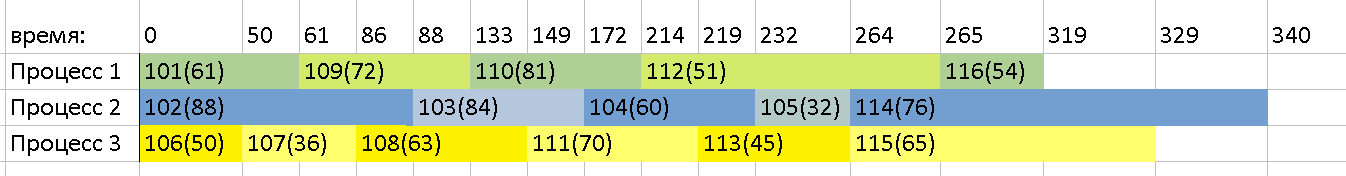 время: 0 50 61 86 88 133 149 172 214 219 232 264 265 319 329 340
Процесс 1 101(61) 109(72) 110(81) 112(51) 116(54)
Процесс 2 102(88) 103(84) 104(60) 105(32) 114(76)
Процесс 3 106(50) 107(36) 108(63) 111(70) 113(45) 115(65)